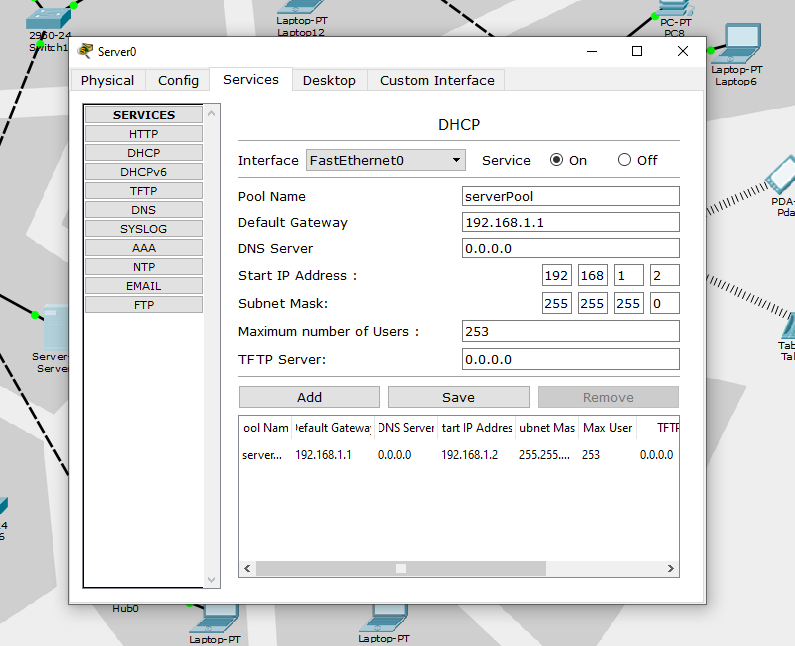 2950-24
Switch1
Laptop-PT
Laptop12
PC-PT
PC8
Laptop-PT
Laptop6
Server0
Physical Config Services Desktop Custom Interface
SERVICES
HTTP
DHCP
DHCPv6
TFTP
DNS
SYSLOG
AAA
NTP
EMAIL
FTP
DHCP
Interface FastEthernet0 Service On Off
Pool Name serverPool
Default Gateway 192.168.1.1
DNS Server 0.0.0.0
Start IP Address : 192 168 1 2
Subnet Mask: 255 255 255 0
Maximum number of Users : 253
TFTP Server: 0.0.0.0
Add Save Remove
ool Nam efault Gateway DNS Server tart IP Addres ubnet Mas Max User TFTP
server... 192.168.1.1 0.0.0.0 192.168.1.2 255.255.... 253 0.0.0.0
PDA-
Pda
Server
Serve
Tab
Tal
4
6
Hub0
Laptop-PT
Laptop-PT